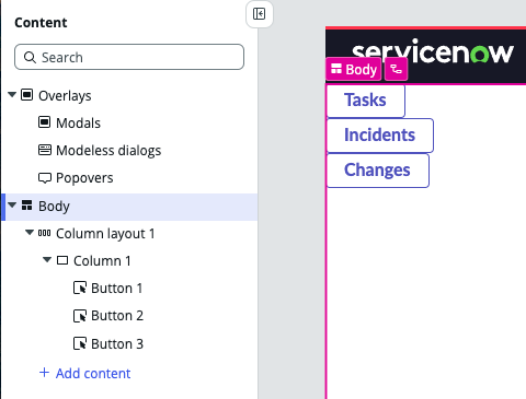 Content
Search
Overlays
Modals
Modeless dialogs
Popovers
Body
Column layout 1
Column 1
Button 1
Button 2
Button 3
+ Add content
servicenow
Body
Tasks
Incidents
Changes